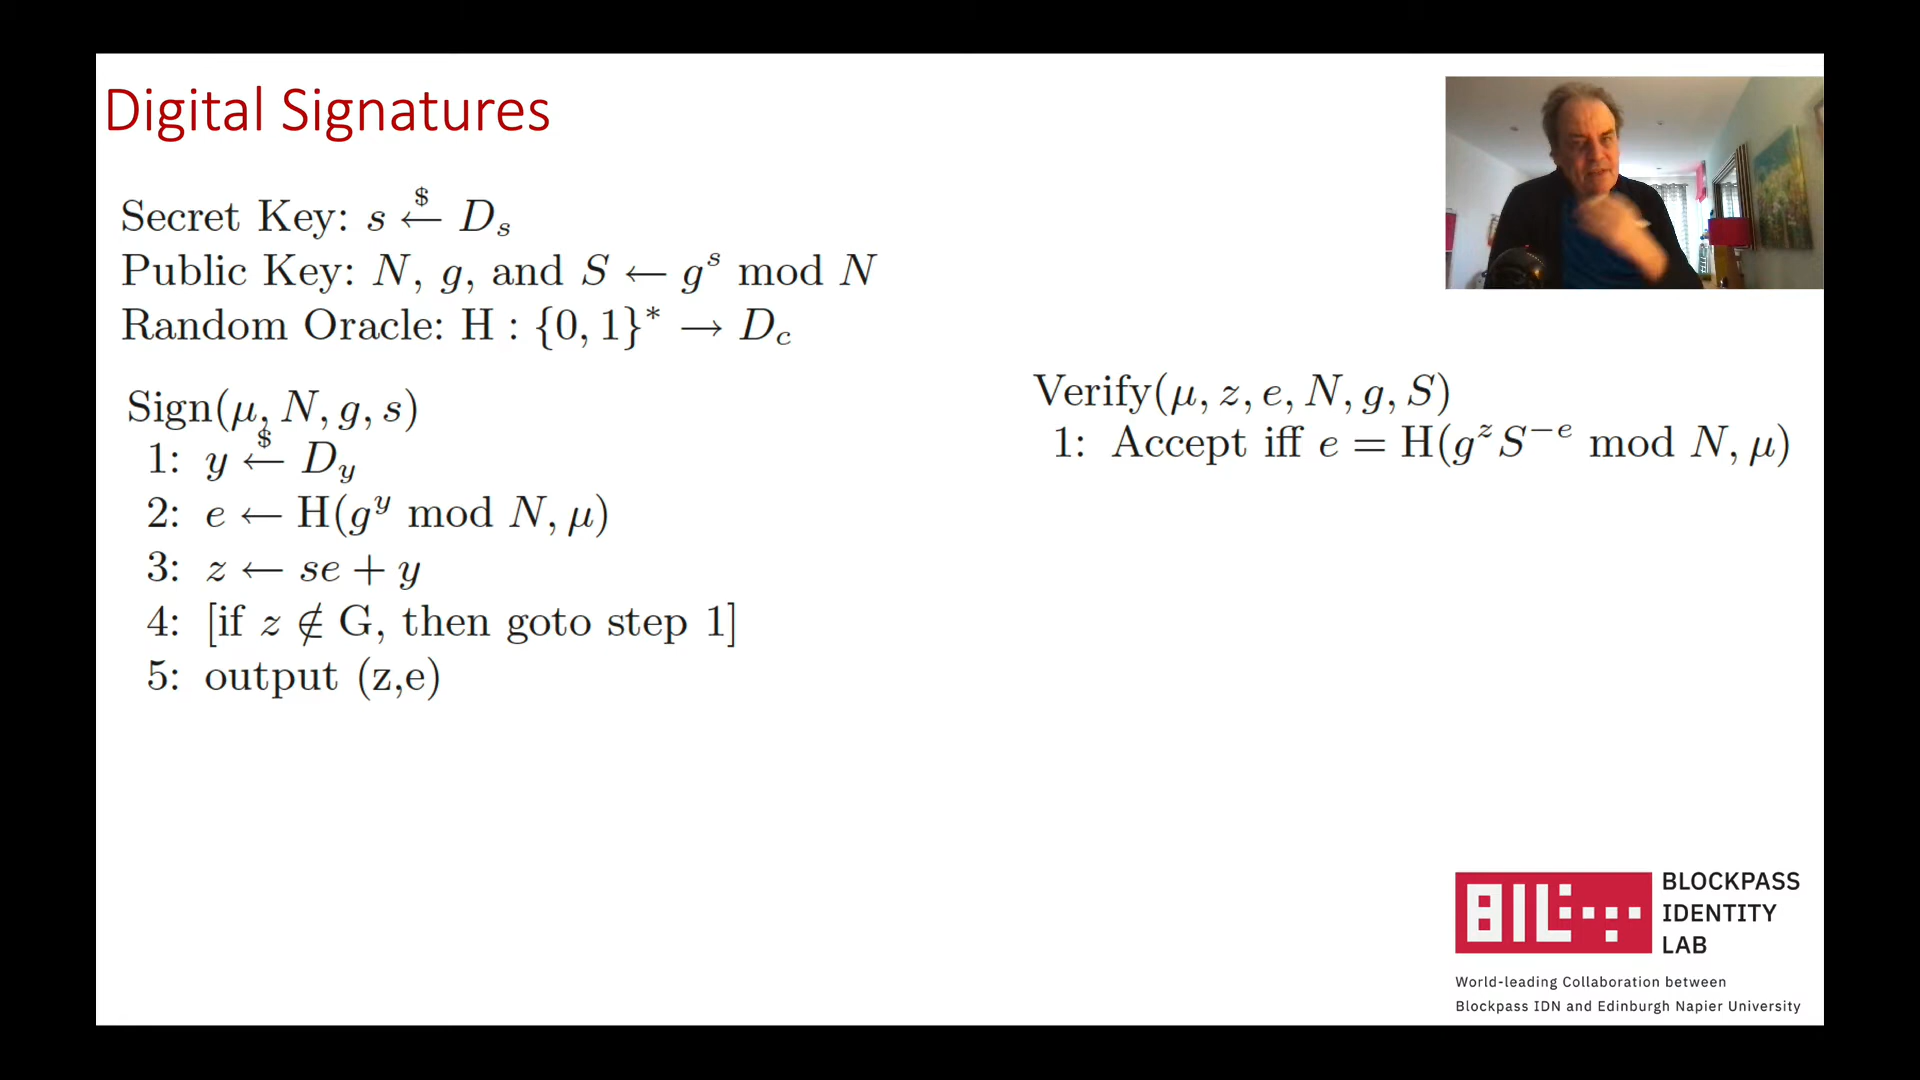 Digital Signatures
Secret Key: s $← D_s
Public Key: N, g, and S ← g^s mod N
Random Oracle: H : {0, 1}^* → D_c
Sign(μ, N, g, s)
1: y $← D_y
2: e ← H(g^y mod N, μ)
3: z ← se + y
4: [if z ∉ G, then goto step 1]
5: output (z,e)
Verify(μ, z, e, N, g, S)
1: Accept iff e = H(g^z S^{-e} mod N, μ)
BIL
BLOCKPASS
IDENTITY
LAB
World-leading Collaboration between
Blockpass IDN and Edinburgh Napier University